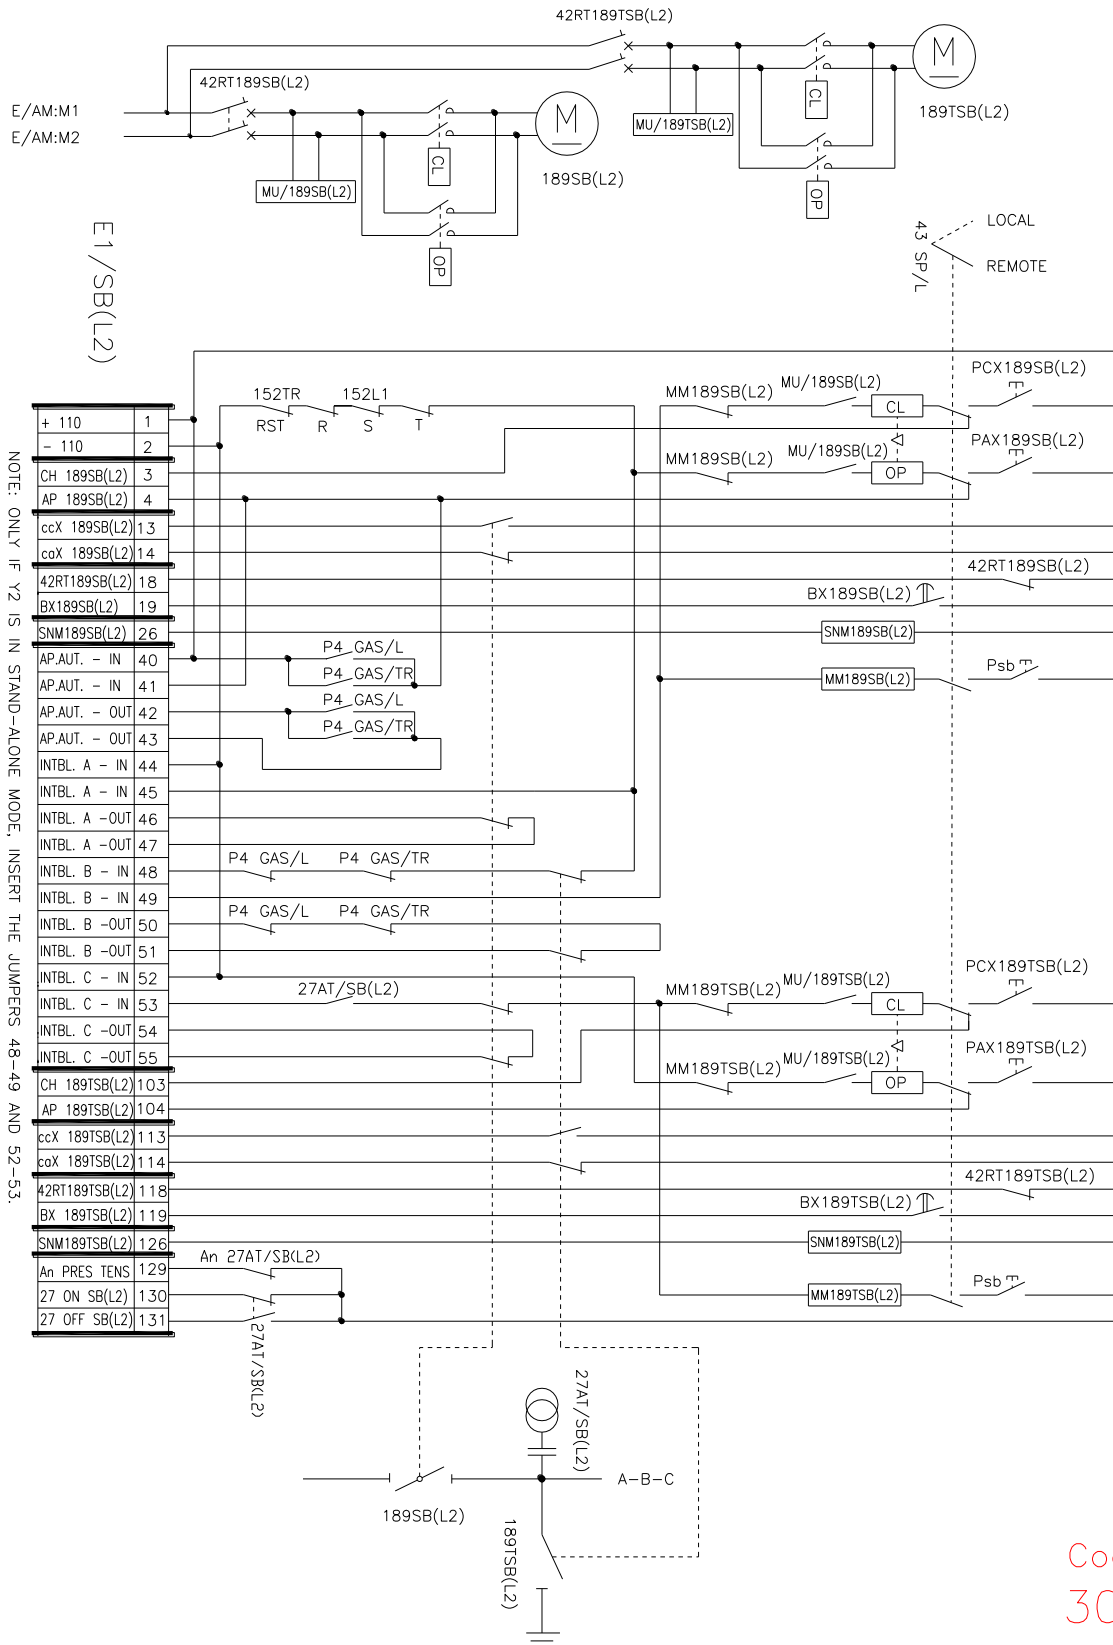 42RT189TSB(L2)
M
189TSB(L2)
CL
MU/189TSB(L2)
OP
42RT189SB(L2)
E/AM:M1
E/AM:M2
M
189SB(L2)
CL
MU/189SB(L2)
OP
E1/SB(L2)
43 SP/L
LOCAL
REMOTE
NOTE: ONLY IF Y2 IS IN STAND-ALONE MODE, INSERT THE JUMPERS 48-49 AND 52-53.
+ 110 1
- 110 2
CH 189SB(L2) 3
AP 189SB(L2) 4
ccX 189SB(L2) 13
caX 189SB(L2) 14
42RT189SB(L2) 18
BX189SB(L2) 19
SNM189SB(L2) 26
AP.AUT. - IN 40
AP.AUT. - IN 41
AP.AUT. - OUT 42
AP.AUT. - OUT 43
INTBL. A - IN 44
INTBL. A - IN 45
INTBL. A -OUT 46
INTBL. A -OUT 47
INTBL. B - IN 48
INTBL. B - IN 49
INTBL. B -OUT 50
INTBL. B -OUT 51
INTBL. C - IN 52
INTBL. C - IN 53
INTBL. C -OUT 54
INTBL. C -OUT 55
CH 189TSB(L2) 103
AP 189TSB(L2) 104
ccX 189TSB(L2) 113
caX 189TSB(L2) 114
42RT189TSB(L2) 118
BX 189TSB(L2) 119
SNM189TSB(L2) 126
An PRES TENS 129
27 ON SB(L2) 130
27 OFF SB(L2) 131
152TR 152L1
RST R S T
MM189SB(L2) MU/189SB(L2) CL PCX189SB(L2)
MM189SB(L2) MU/189SB(L2) OP PAX189SB(L2)
42RT189SB(L2)
BX189SB(L2)
SNM189SB(L2)
MM189SB(L2) Psb
P4 GAS/L
P4 GAS/TR
P4 GAS/L
P4 GAS/TR
P4 GAS/L P4 GAS/TR
P4 GAS/L P4 GAS/TR
27AT/SB(L2)
MM189TSB(L2) MU/189TSB(L2) CL PCX189TSB(L2)
MM189TSB(L2) MU/189TSB(L2) OP PAX189TSB(L2)
42RT189TSB(L2)
BX189TSB(L2)
SNM189TSB(L2)
MM189TSB(L2) Psb
An 27AT/SB(L2)
27AT/SB(L2)
27AT/SB(L2)
A-B-C
189SB(L2)
189TSB(L2)